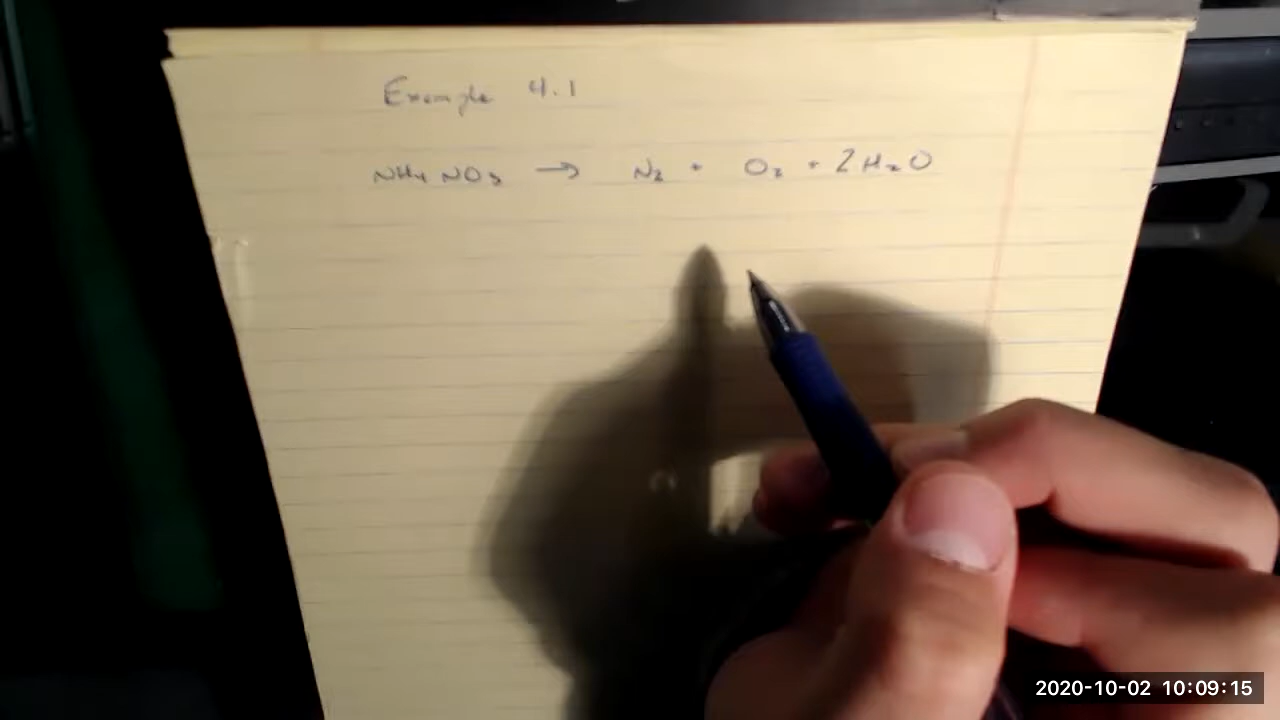 Example 4.1
NH₄NO₃ → N₂ + O₂ + 2H₂O
2020-10-02 10:09:15